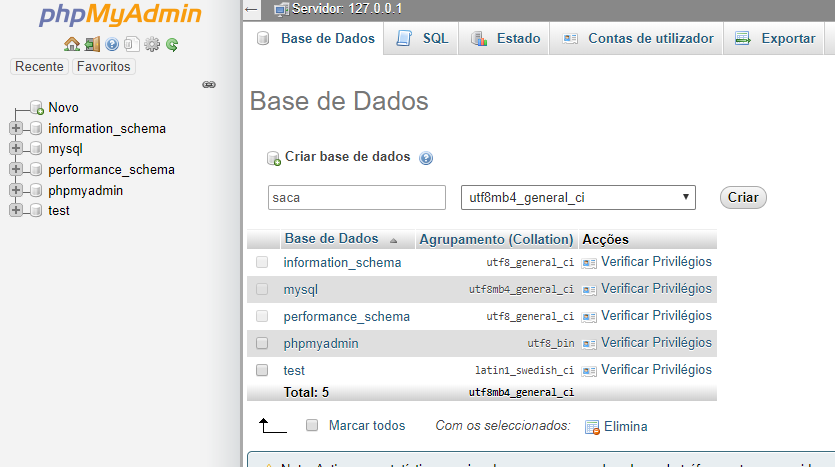 phpMyAdmin
Recente Favoritos
Novo
information_schema
mysql
performance_schema
phpmyadmin
test
Servidor: 127.0.0.1
Base de Dados SQL Estado Contas de utilizador Exportar
Base de Dados
Criar base de dados
saca utf8mb4_general_ci Criar
Base de Dados Agrupamento (Collation) Acções
information_schema utf8_general_ci Verificar Privilégios
mysql utf8mb4_general_ci Verificar Privilégios
performance_schema utf8_general_ci Verificar Privilégios
phpmyadmin utf8_bin Verificar Privilégios
test latin1_swedish_ci Verificar Privilégios
Total: 5 utf8mb4_general_ci
Marcar todos Com os seleccionados: Elimina